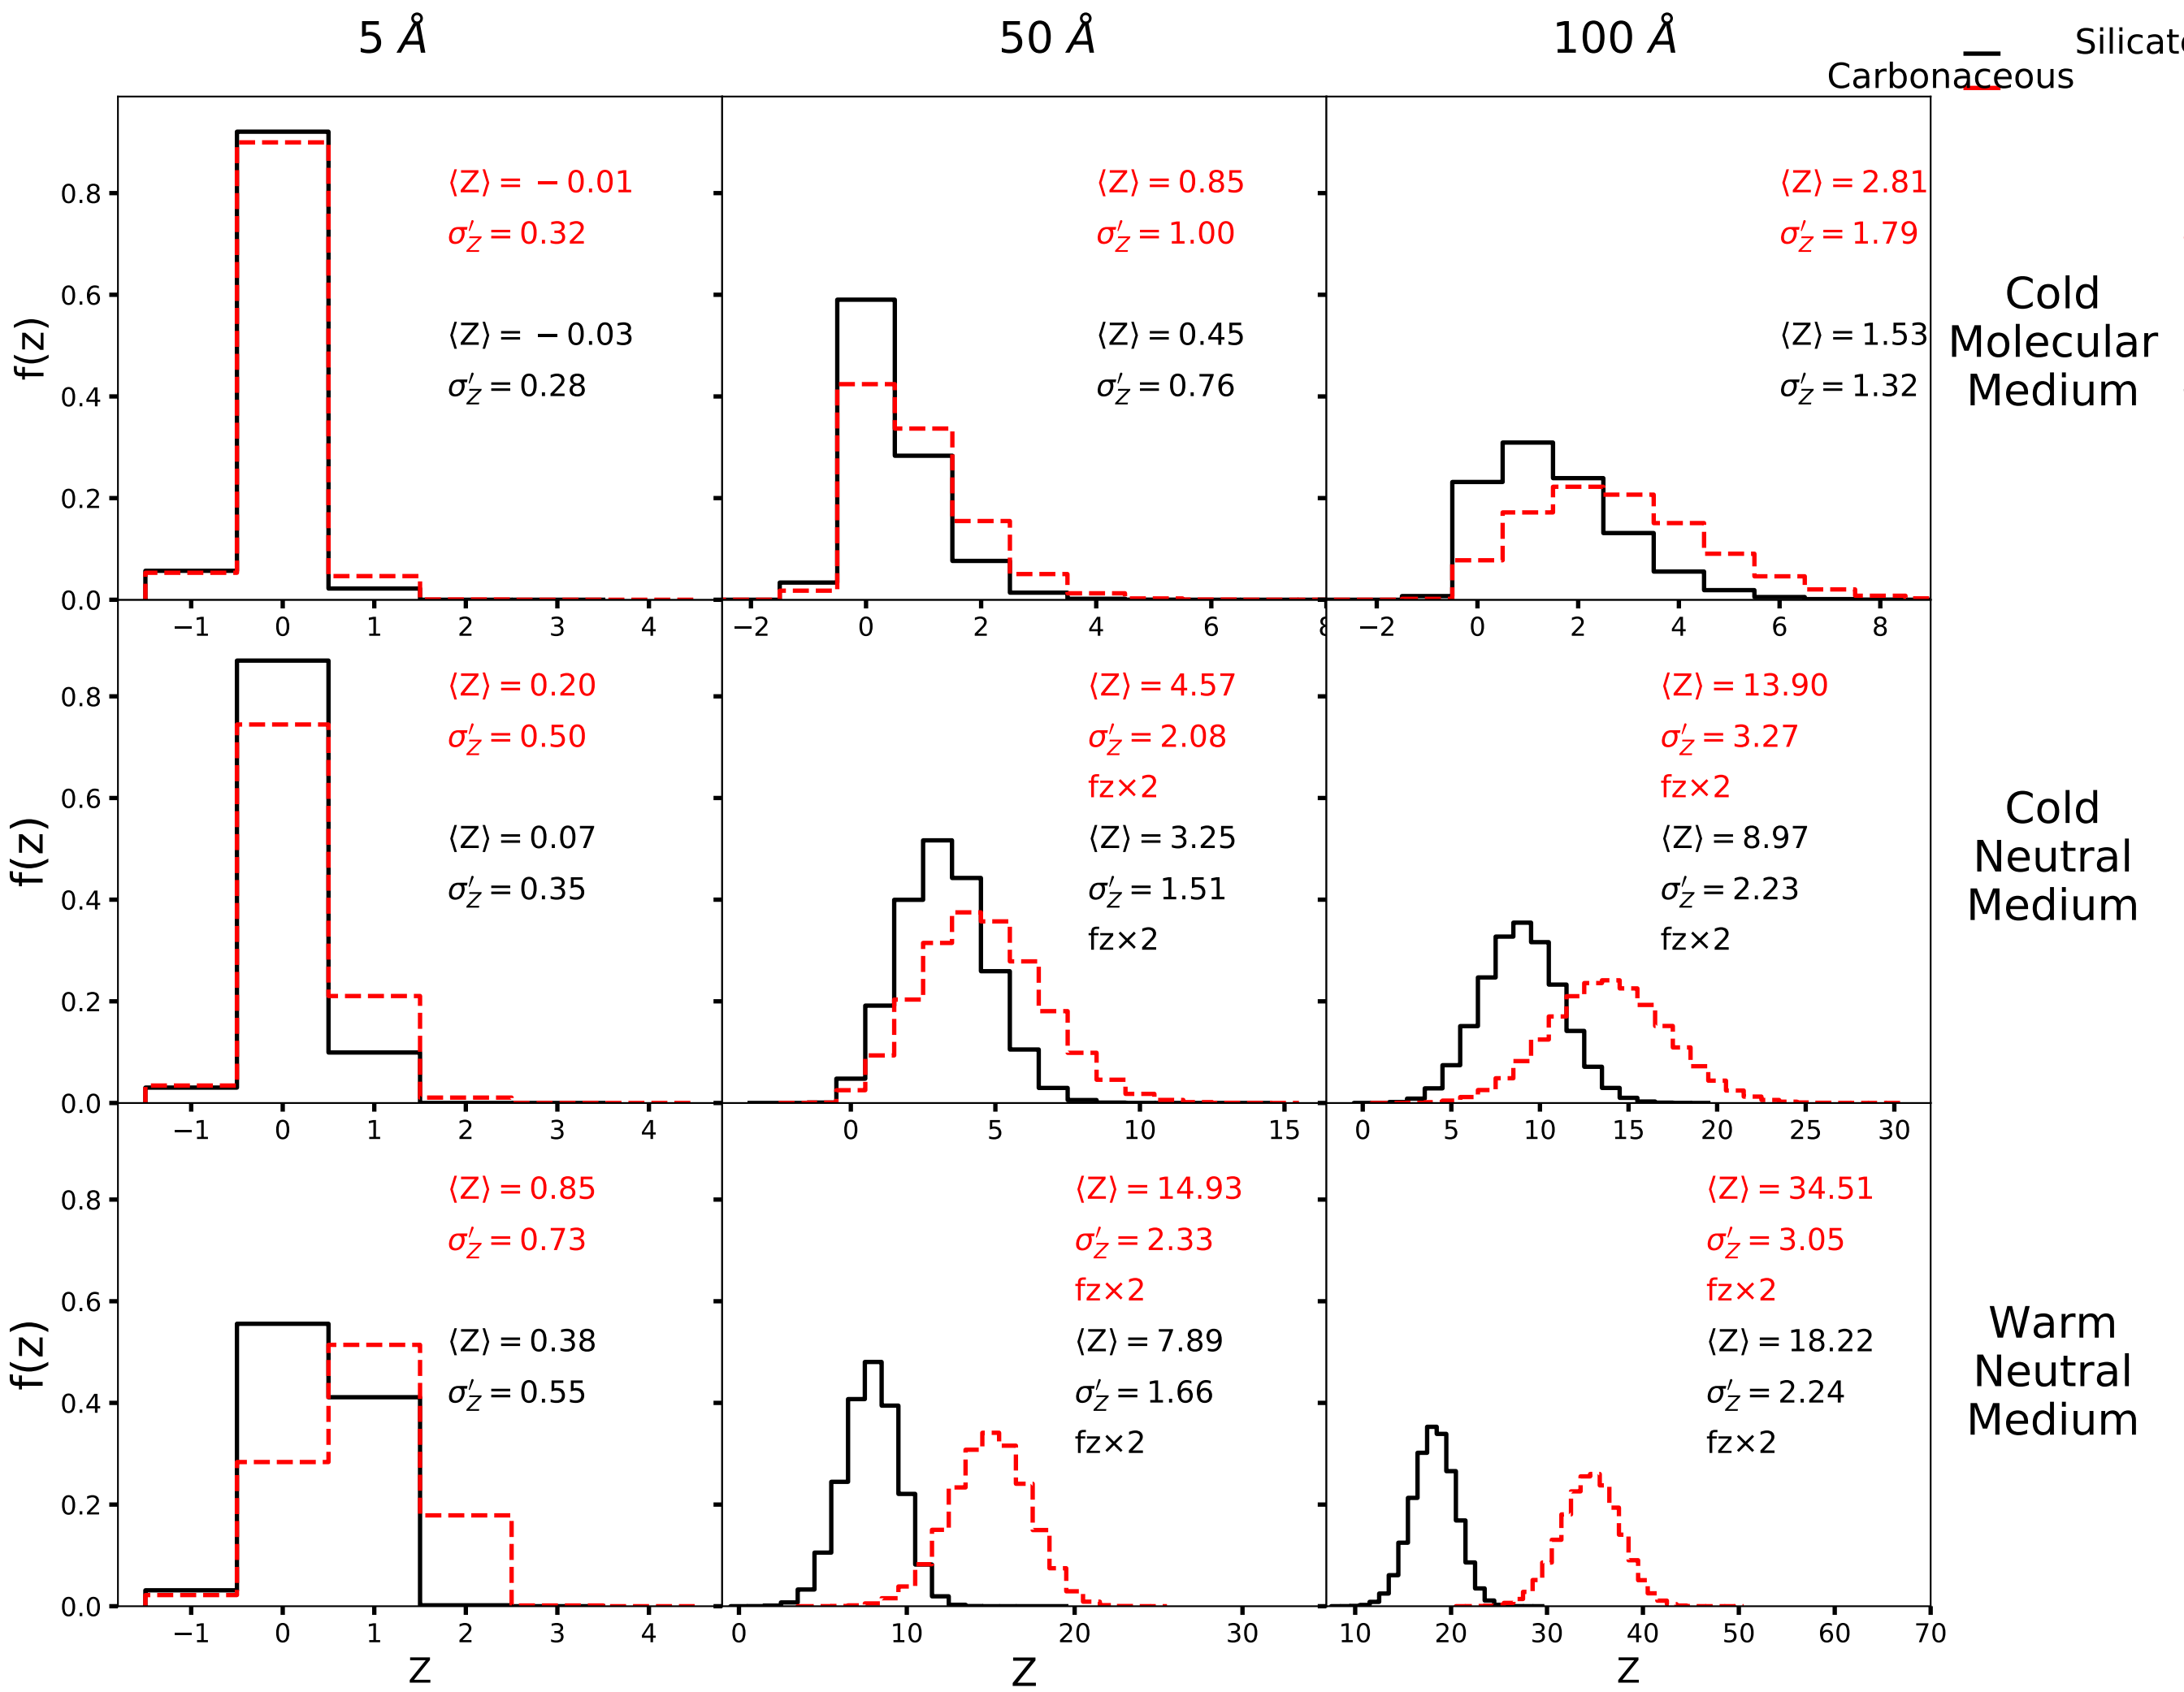 5 Å 50 Å 100 Å
Silicate
Carbonaceous
f(z)
0.8
0.6
0.4
0.2
0.0
⟨Z⟩ = −0.01
σ′Z = 0.32
⟨Z⟩ = −0.03
σ′Z = 0.28
−1 0 1 2 3 4
⟨Z⟩ = 0.85
σ′Z = 1.00
⟨Z⟩ = 0.45
σ′Z = 0.76
−2 0 2 4 6 8
⟨Z⟩ = 2.81
σ′Z = 1.79
⟨Z⟩ = 1.53
σ′Z = 1.32
−2 0 2 4 6 8
Cold
Molecular
Medium
f(z)
0.8
0.6
0.4
0.2
0.0
⟨Z⟩ = 0.20
σ′Z = 0.50
⟨Z⟩ = 0.07
σ′Z = 0.35
−1 0 1 2 3 4
⟨Z⟩ = 4.57
σ′Z = 2.08
fz×2
⟨Z⟩ = 3.25
σ′Z = 1.51
fz×2
0 5 10 15
⟨Z⟩ = 13.90
σ′Z = 3.27
fz×2
⟨Z⟩ = 8.97
σ′Z = 2.23
fz×2
0 5 10 15 20 25 30
Cold
Neutral
Medium
f(z)
0.8
0.6
0.4
0.2
0.0
⟨Z⟩ = 0.85
σ′Z = 0.73
⟨Z⟩ = 0.38
σ′Z = 0.55
−1 0 1 2 3 4
Z
⟨Z⟩ = 14.93
σ′Z = 2.33
fz×2
⟨Z⟩ = 7.89
σ′Z = 1.66
fz×2
0 10 20 30
Z
⟨Z⟩ = 34.51
σ′Z = 3.05
fz×2
⟨Z⟩ = 18.22
σ′Z = 2.24
fz×2
10 20 30 40 50 60 70
Z
Warm
Neutral
Medium